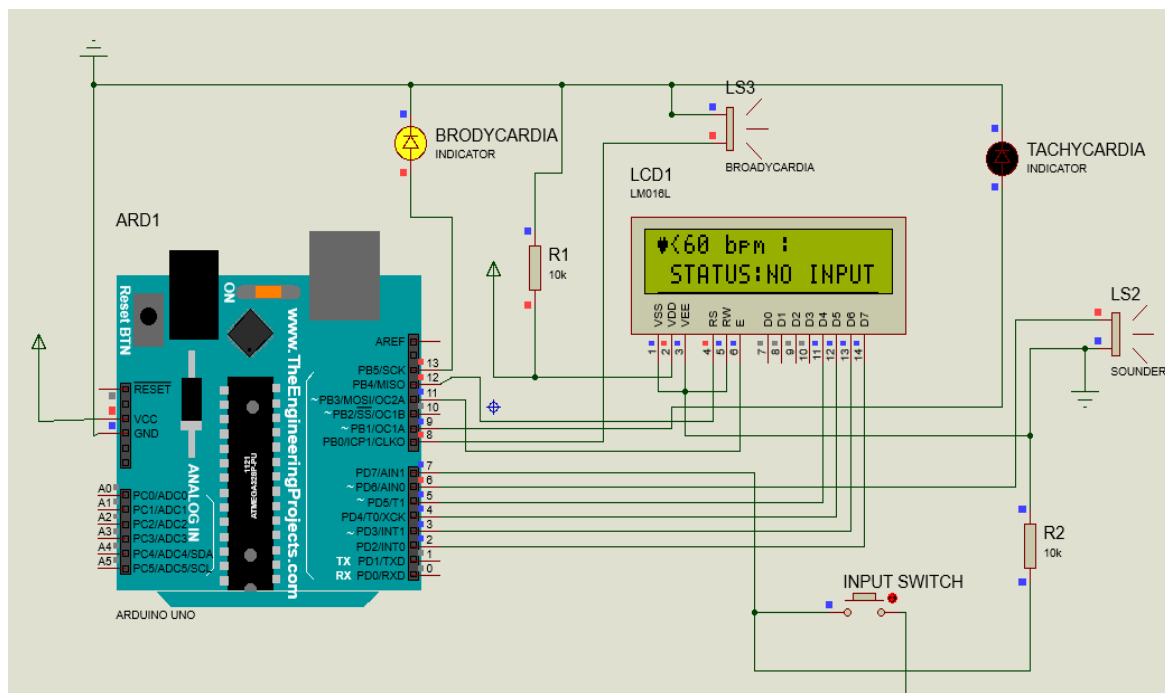 LS3
BRODYCARDIA
INDICATOR
BROADYCARDIA
TACHYCARDIA
INDICATOR
LCD1
LM016L
ARD1
<60 bpm :
STATUS:NO INPUT
R1
10k
LS2
SOUNDER
VSS
VDD
VEE
RS
RW
E
D0
D1
D2
D3
D4
D5
D6
D7
1
2
3
4
5
6
7
8
9
10
11
12
13
14
Reset BTN
ON
www.TheEngineeringProjects.com
AREF
RESET
VCC
GND
PB5/SCK 13
PB4/MISO 12
~ PB3/MOSI/OC2A 11
~ PB2/SS/OC1B 10
~ PB1/OC1A 9
PB0/ICP1/CLKO 8
ANALOG IN
1121
ATMEGA328P-PU
A0 PC0/ADC0
A1 PC1/ADC1
A2 PC2/ADC2
A3 PC3/ADC3
A4 PC4/ADC4/SDA
A5 PC5/ADC5/SCL
PD7/AIN1 7
~ PD6/AIN0 6
~ PD5/T1 5
PD4/T0/XCK 4
~ PD3/INT1 3
PD2/INT0 2
TX PD1/TXD 1
RX PD0/RXD 0
ARDUINO UNO
R2
10k
INPUT SWITCH